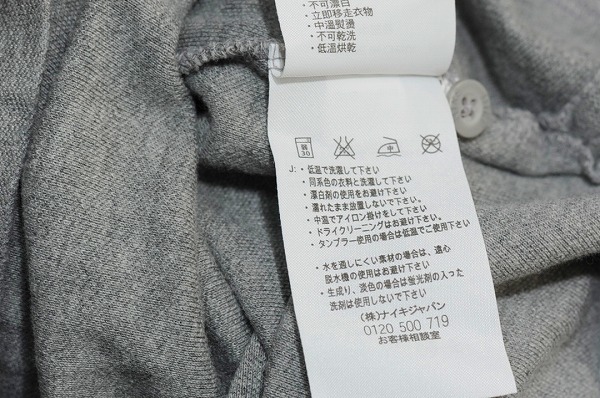 ・不可漂白
・立即移走衣物
・中溫熨燙
・不可乾洗
・低溫烘乾
弱 30 中
J: ・低温で洗濯して下さい
・同系色の衣料と洗濯して下さい
・漂白剤の使用をお避け下さい
・濡れたまま放置しないで下さい。
・中温でアイロン掛けをして下さい
・ドライクリーニングはお避け下さい。
・タンブラー使用の場合は低温でご使用下さい
・水を通しにくい素材の場合は、遠心
脱水機の使用はお避け下さい
・生成り、淡色の場合は蛍光剤の入った
洗剤は使用しないで下さい
(株)ナイキジャパン
0120 500 719
お客様相談室